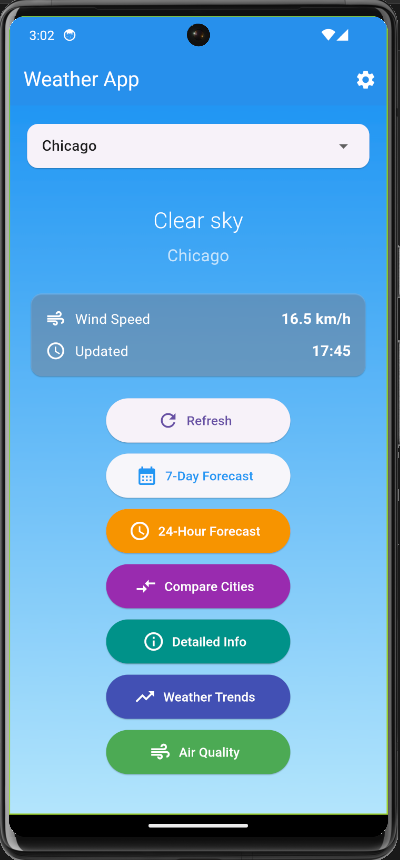 3:02
Weather App
Chicago
Clear sky
Chicago
Wind Speed 16.5 km/h
Updated 17:45
Refresh
7-Day Forecast
24-Hour Forecast
Compare Cities
Detailed Info
Weather Trends
Air Quality